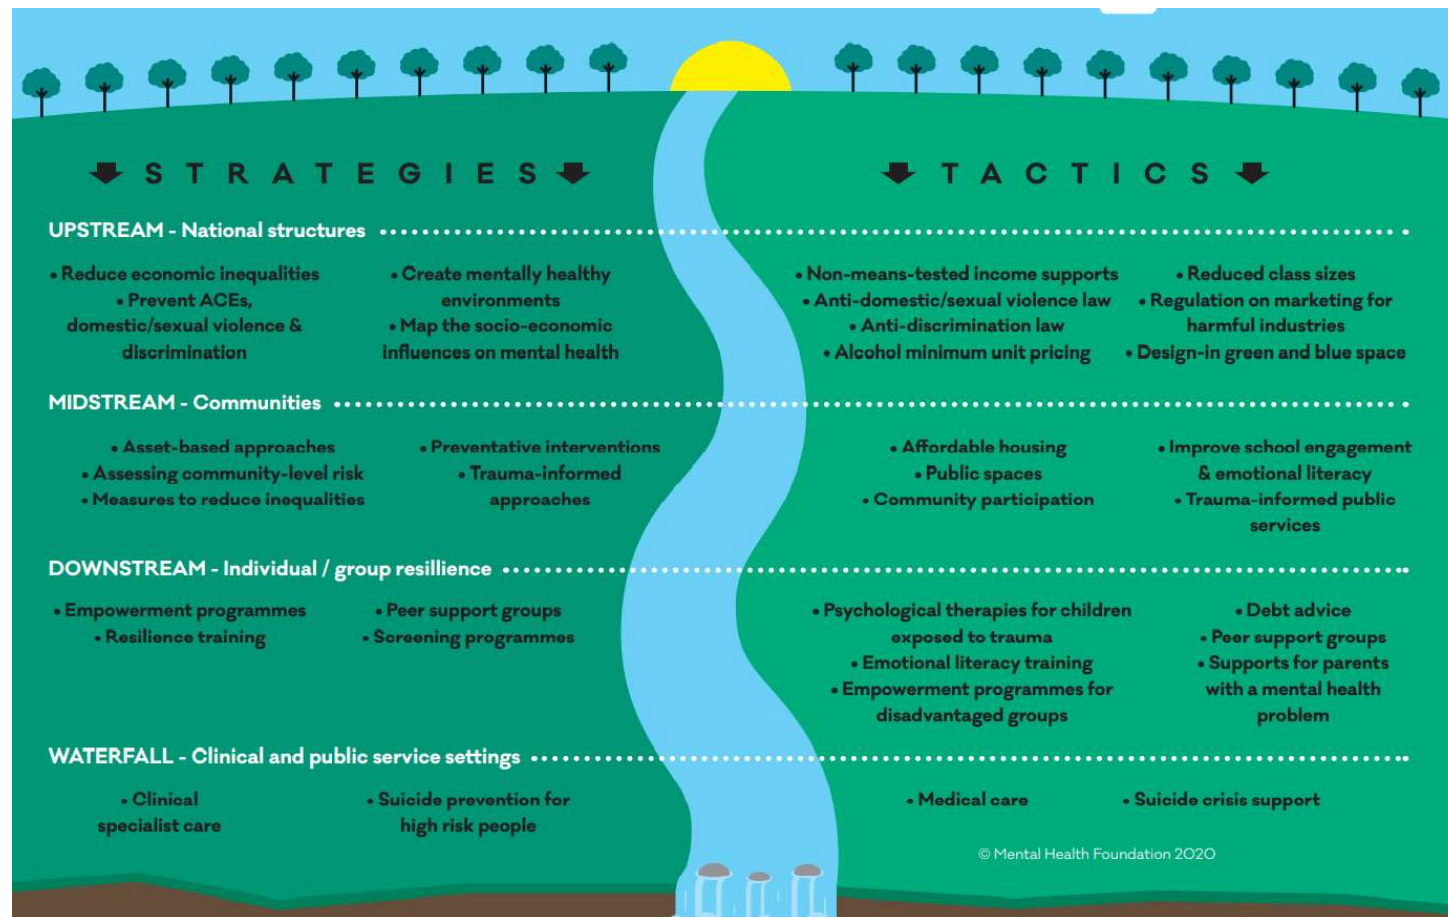 STRATEGIES
TACTICS
UPSTREAM - National structures
• Reduce economic inequalities
• Prevent ACEs,
domestic/sexual violence &
discrimination
• Create mentally healthy
environments
• Map the socio-economic
influences on mental health
• Non-means-tested income supports
• Anti-domestic/sexual violence law
• Anti-discrimination law
• Alcohol minimum unit pricing
• Reduced class sizes
• Regulation on marketing for
harmful industries
• Design-in green and blue space
MIDSTREAM - Communities
• Asset-based approaches
• Assessing community-level risk
• Measures to reduce inequalities
• Preventative interventions
• Trauma-informed
approaches
• Affordable housing
• Public spaces
• Community participation
• Improve school engagement
& emotional literacy
• Trauma-informed public
services
DOWNSTREAM - Individual / group resillience
• Empowerment programmes
• Resilience training
• Peer support groups
• Screening programmes
• Psychological therapies for children
exposed to trauma
• Emotional literacy training
• Empowerment programmes for
disadvantaged groups
• Debt advice
• Peer support groups
• Supports for parents
with a mental health
problem
WATERFALL - Clinical and public service settings
• Clinical
specialist care
• Suicide prevention for
high risk people
• Medical care
• Suicide crisis support
© Mental Health Foundation 2020